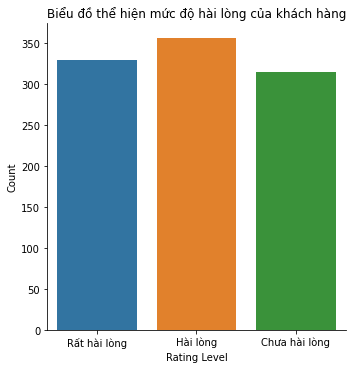 Biểu đồ thể hiện mức độ hài lòng của khách hàng
350
300
250
200
150
100
50
0
Count
Rất hài lòng Hài lòng Chưa hài lòng
Rating Level